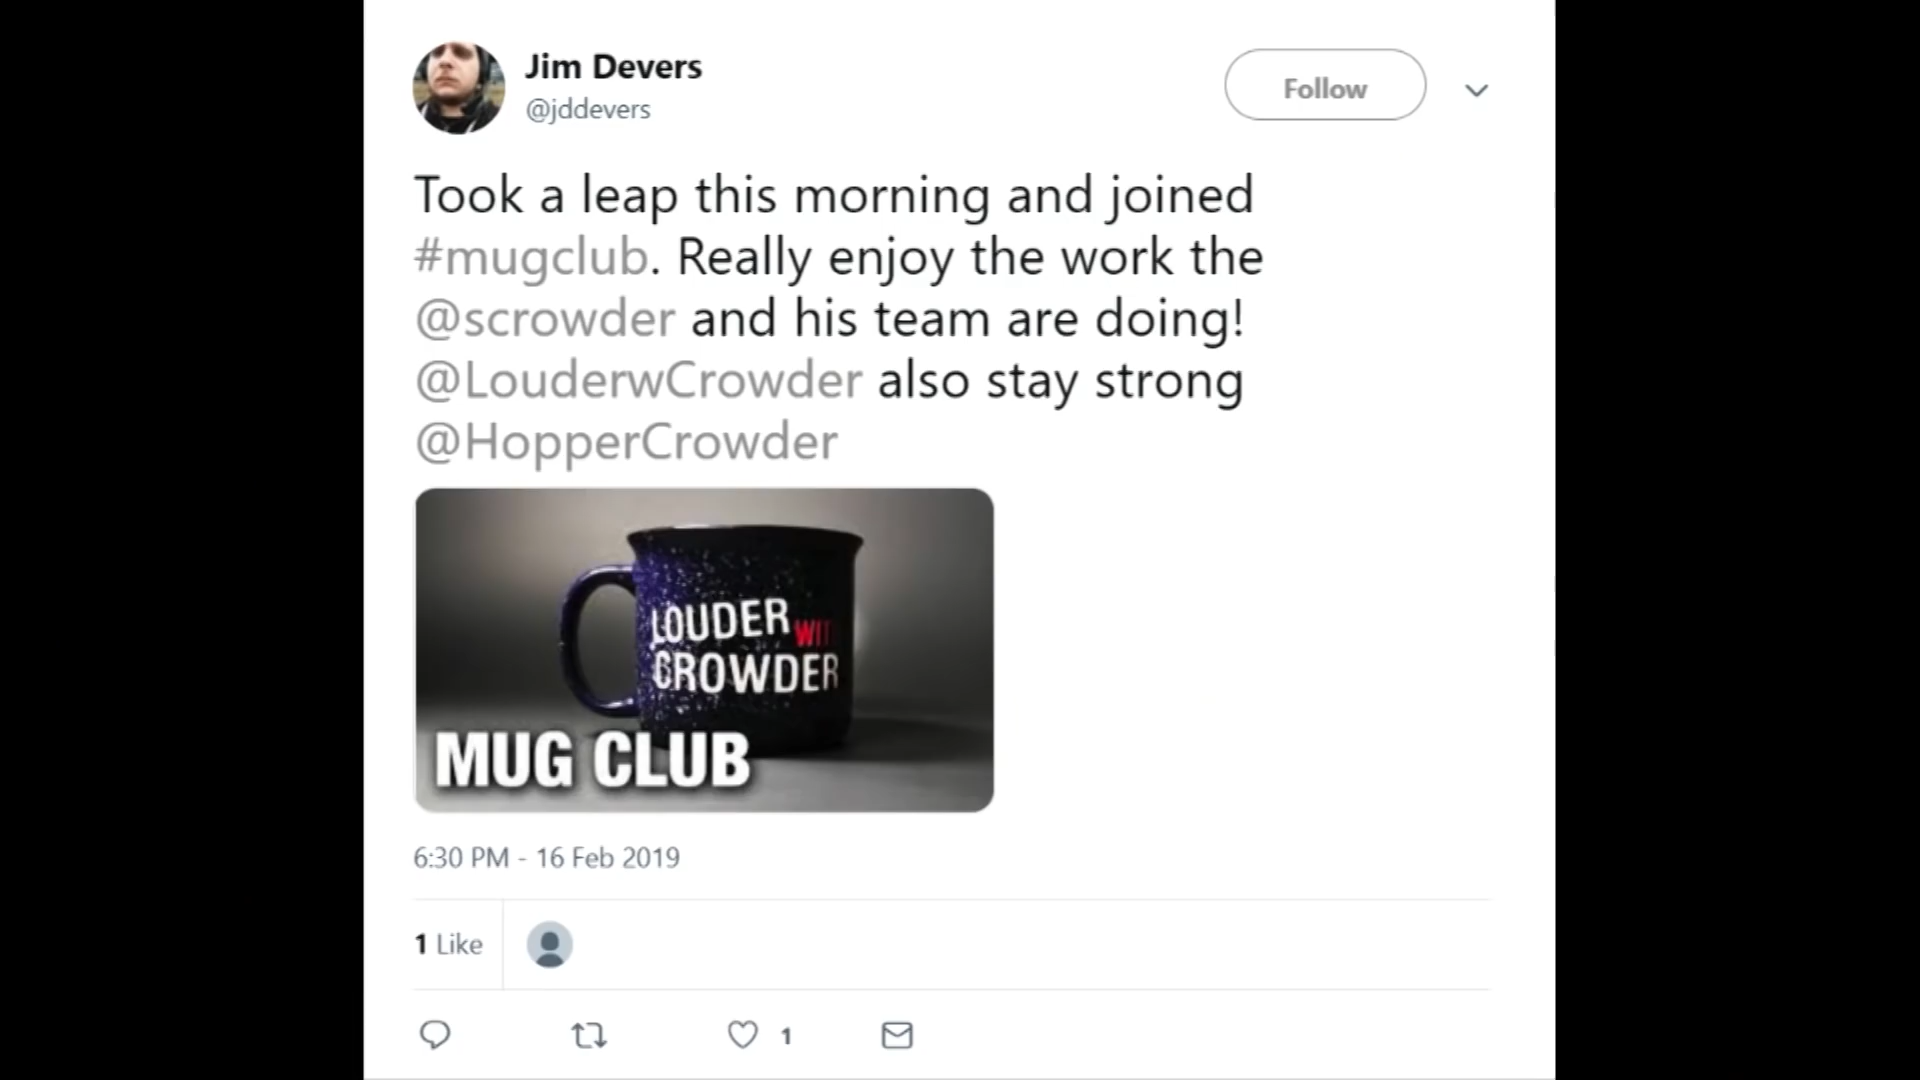 Jim Devers
@jddevers
Follow
Took a leap this morning and joined
#mugclub. Really enjoy the work the
@scrowder and his team are doing!
@LouderwCrowder also stay strong
@HopperCrowder
LOUDER WIT
CROWDER
MUG CLUB
6:30 PM - 16 Feb 2019
1 Like
1